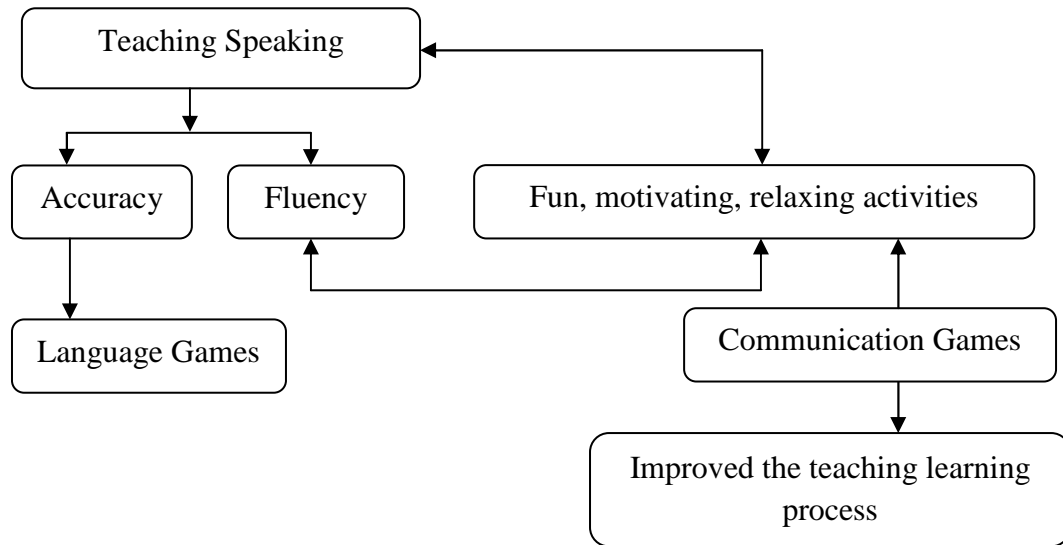 Teaching Speaking
Accuracy
Fluency
Fun, motivating, relaxing activities
Language Games
Communication Games
Improved the teaching learning
process